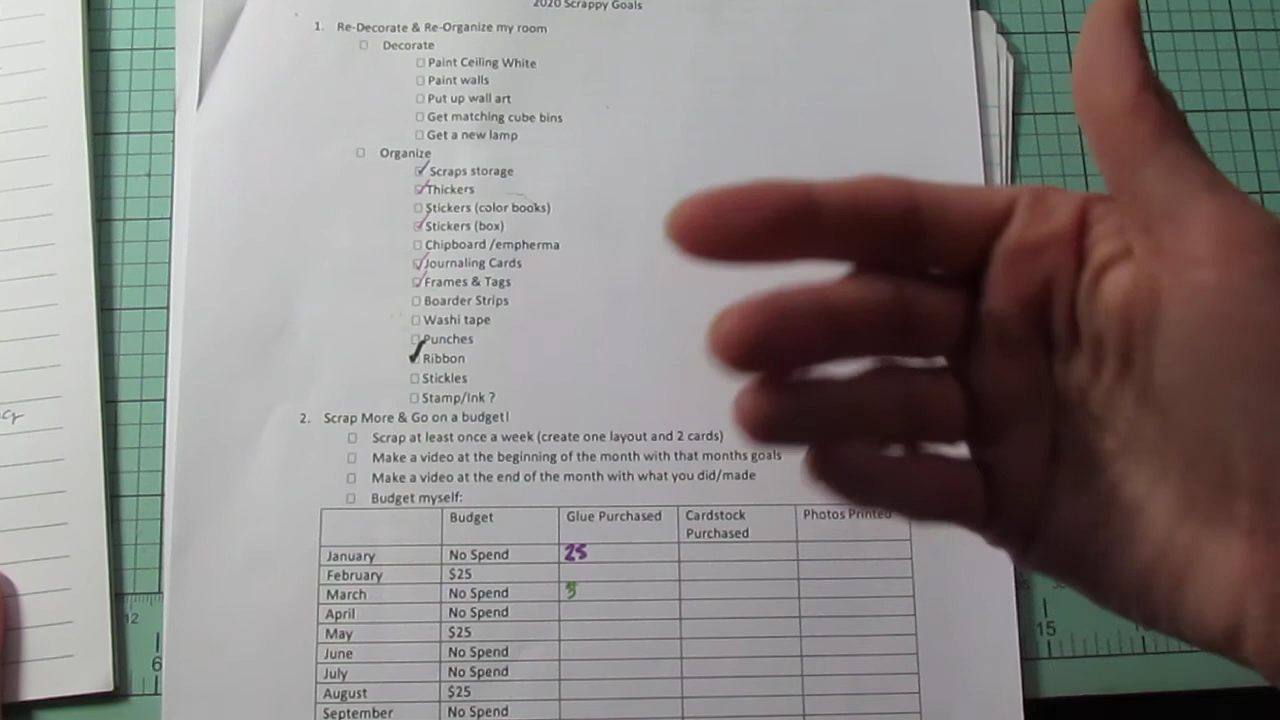 2020 Scrappy Goals
1. Re-Decorate & Re-Organize my room
Decorate
Paint Ceiling White
Paint walls
Put up wall art
Get matching cube bins
Get a new lamp
Organize
Scraps storage
Thickers
Stickers (color books)
Stickers (box)
Chipboard /empherma
Journaling Cards
Frames & Tags
Boarder Strips
Washi tape
Punches
Ribbon
Stickles
Stamp/Ink ?
2. Scrap More & Go on a budget!
Scrap at least once a week (create one layout and 2 cards)
Make a video at the beginning of the month with that months goals
Make a video at the end of the month with what you did/made
Budget myself:
Budget Glue Purchased Cardstock Purchased Photos Printed
January No Spend 25
February $25
March No Spend 5
April No Spend
May $25
June No Spend
July No Spend
August $25
September No Spend
12
6
15